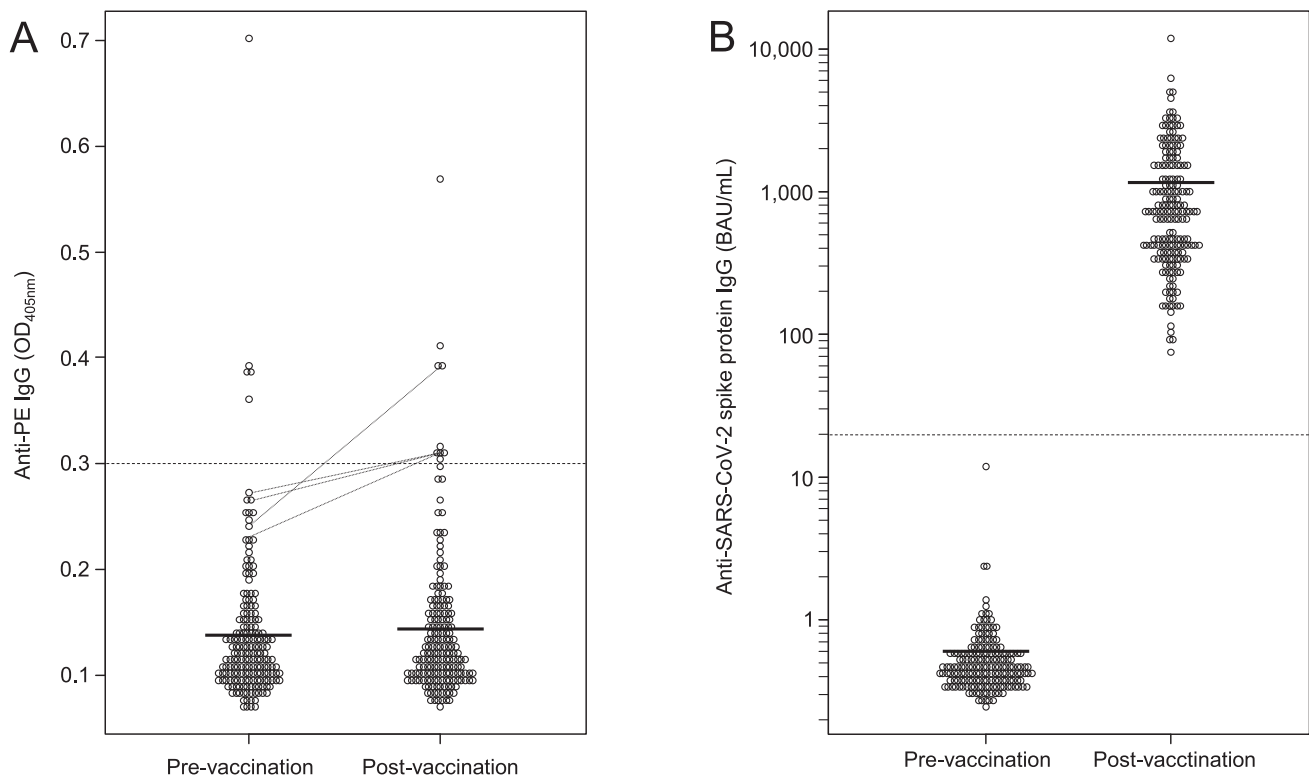 A
0.7
0.6
0.5
0.4
0.3
0.2
0.1
Anti-PE IgG (OD405nm)
Pre-vaccination
Post-vaccination
B
10,000
1,000
100
10
1
Anti-SARS-CoV-2 spike protein IgG (BAU/mL)
Pre-vaccination
Post-vacctination